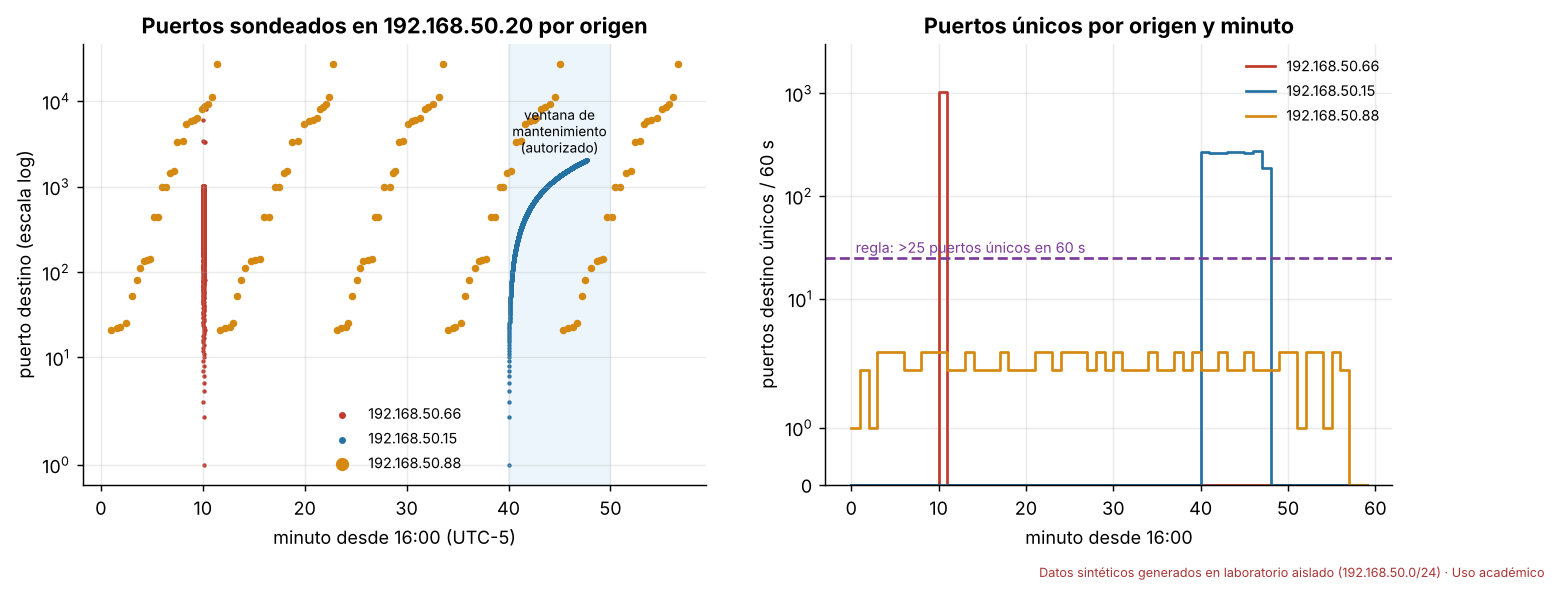 Puertos sondeados en 192.168.50.20 por origen
puerto destino (escala log)
10⁴
10³
10²
10¹
10⁰
ventana de
mantenimiento
(autorizado)
192.168.50.66
192.168.50.15
192.168.50.88
0 10 20 30 40 50
minuto desde 16:00 (UTC-5)
Puertos únicos por origen y minuto
puertos destino únicos / 60 s
10³
10²
10¹
10⁰
0
192.168.50.66
192.168.50.15
192.168.50.88
regla: >25 puertos únicos en 60 s
0 10 20 30 40 50 60
minuto desde 16:00
Datos sintéticos generados en laboratorio aislado (192.168.50.0/24) · Uso académico